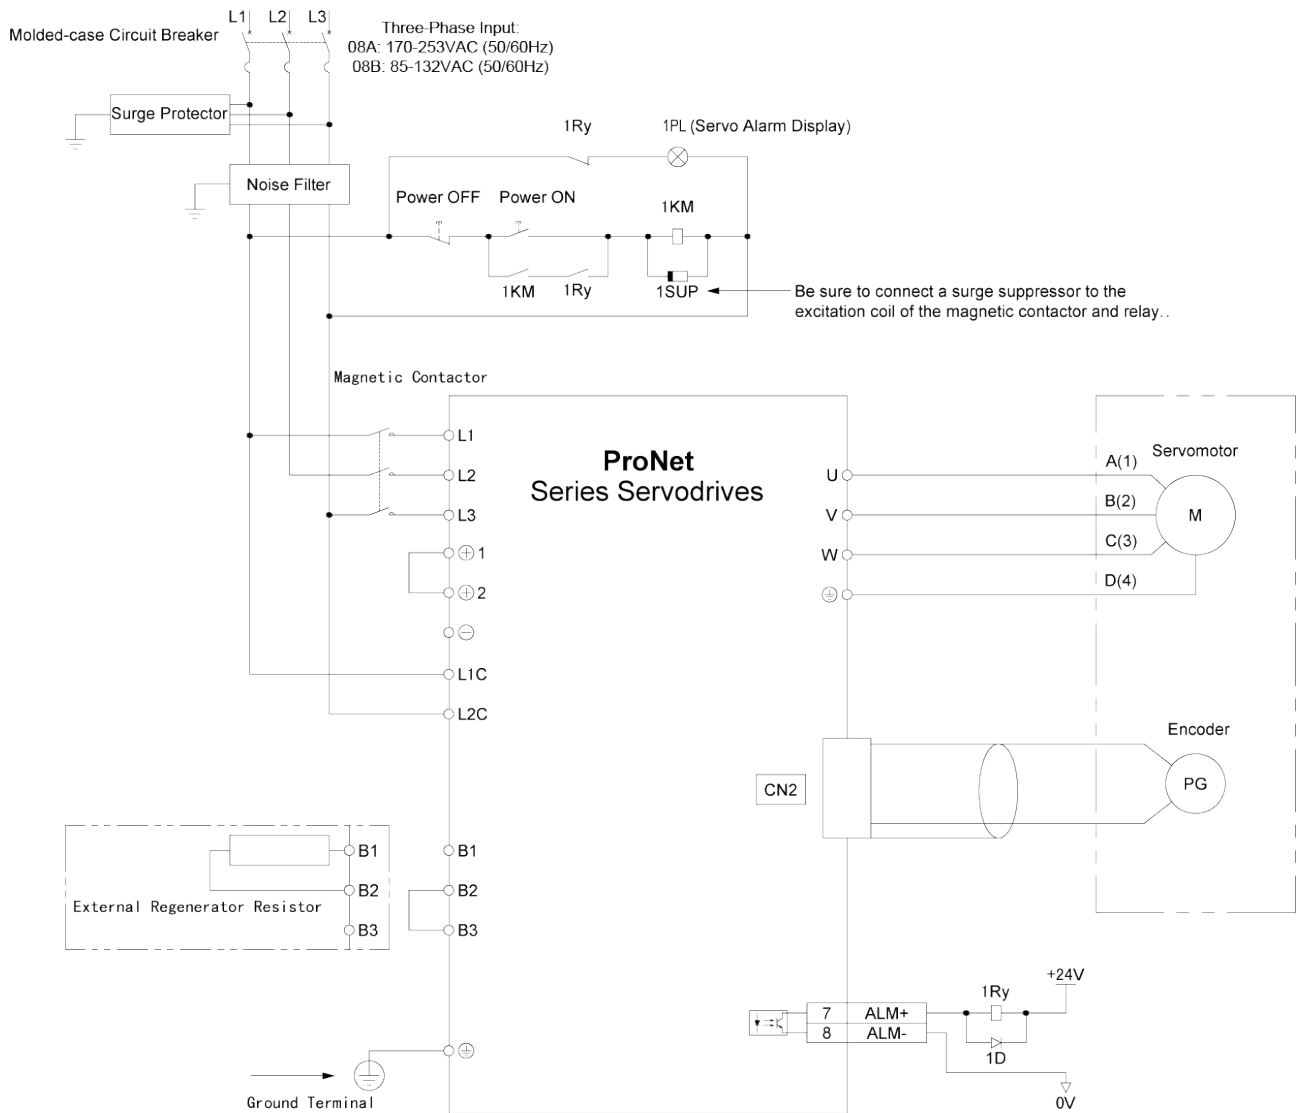 L1 L2 L3
Molded-case Circuit Breaker
Three-Phase Input:
08A: 170-253VAC (50/60Hz)
08B: 85-132VAC (50/60Hz)
Surge Protector
1Ry
1PL (Servo Alarm Display)
Noise Filter
Power OFF
Power ON
1KM
1KM
1Ry
1SUP
Be sure to connect a surge suppressor to the
excitation coil of the magnetic contactor and relay..
Magnetic Contactor
L1
L2
L3
1
2
L1C
L2C
ProNet
Series Servodrives
U
V
W
A(1)
B(2)
C(3)
D(4)
Servomotor
M
Encoder
PG
CN2
B1
B2
External Regenerator Resistor
B3
B1
B2
B3
+24V
1Ry
7 ALM+
8 ALM-
1D
0V
Ground Terminal